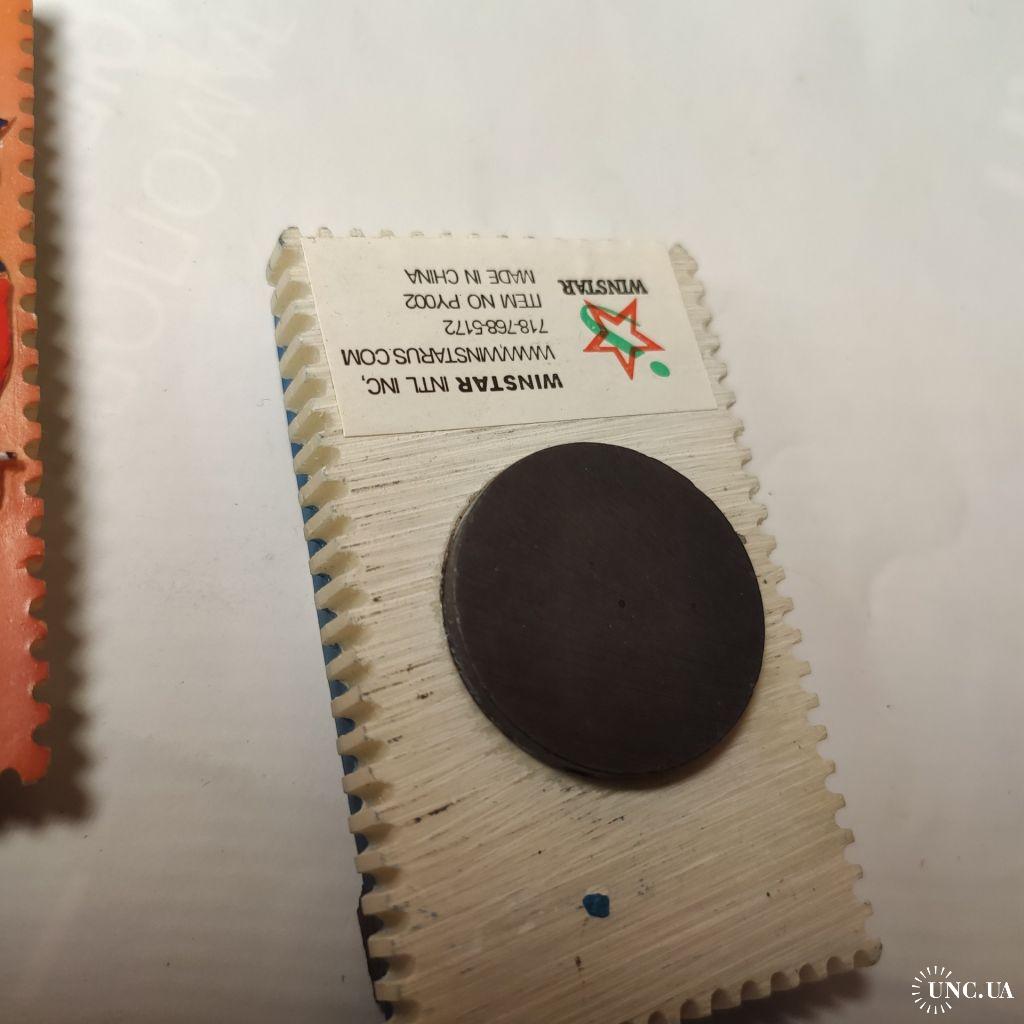 WINSTAR
WINSTAR INTL INC,
WWW.WINSTARUS.COM
718-768-5172
ITEM NO PY002
MADE IN CHINA
UNC.UA